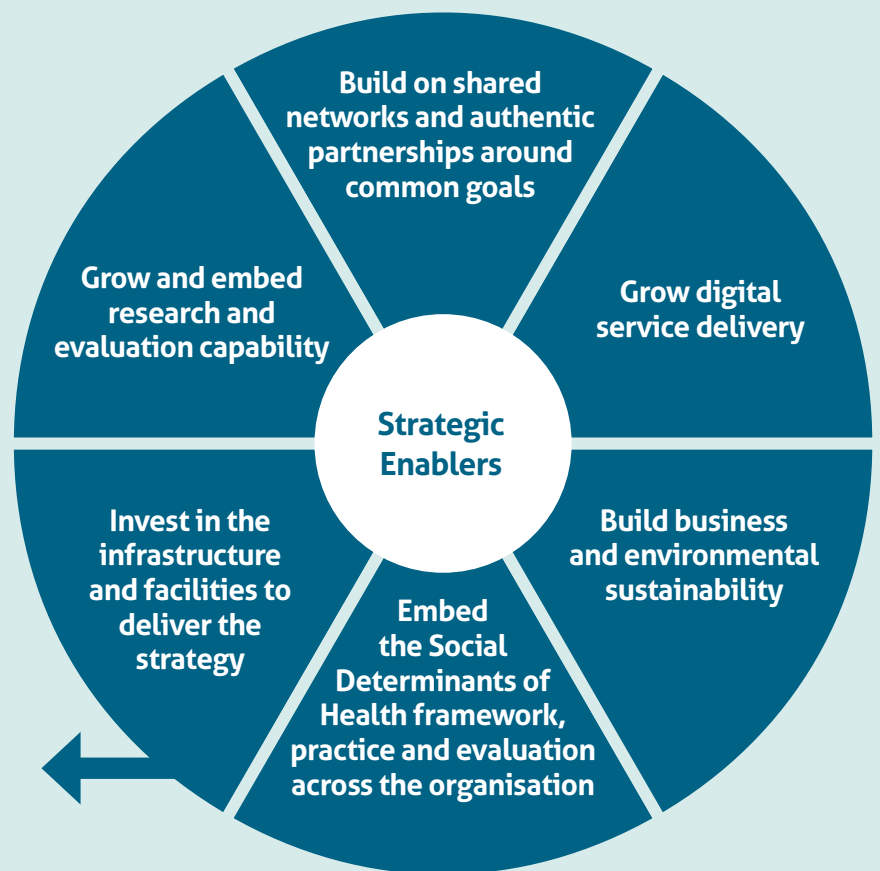 Build on shared
networks and authentic
partnerships around
common goals
Grow digital
service delivery
Build business
and environmental
sustainability
Embed
the Social
Determinants of
Health framework,
practice and evaluation
across the organisation
Invest in the
infrastructure
and facilities to
deliver the
strategy
Grow and embed
research and
evaluation capability
Strategic
Enablers